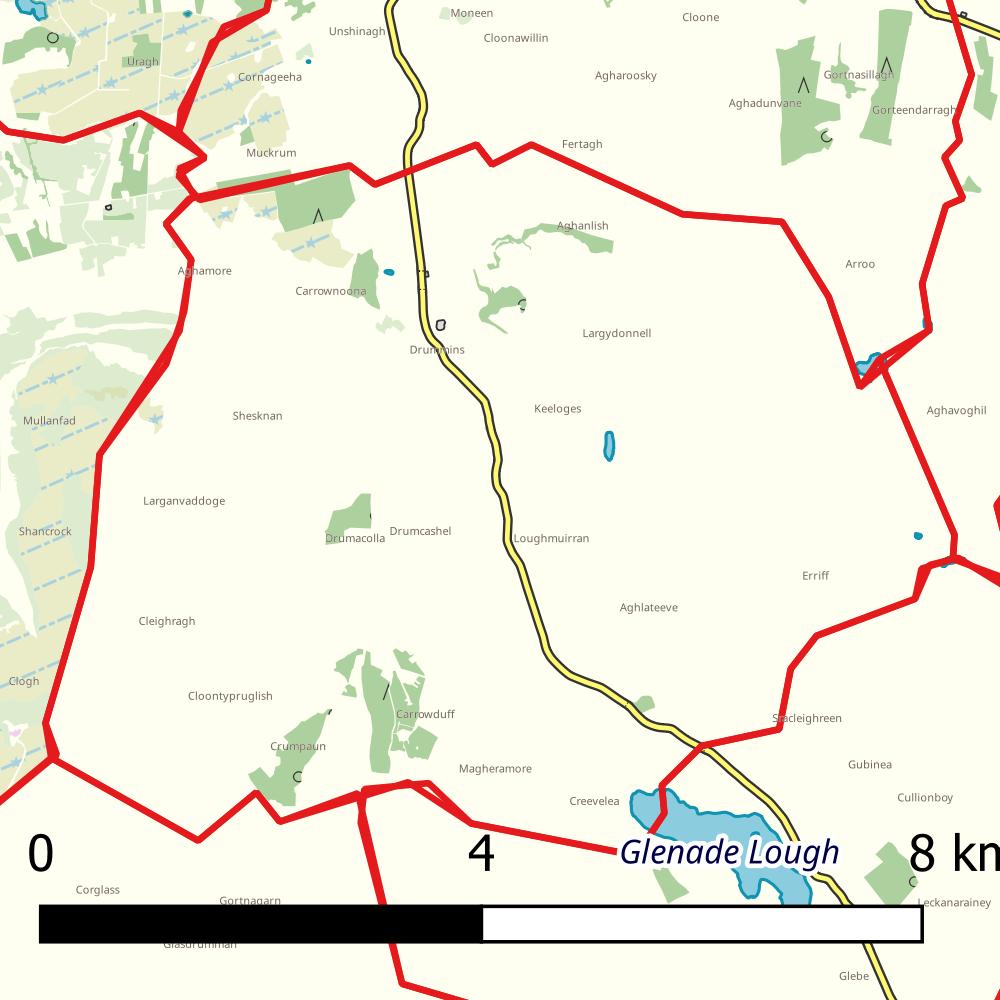 Moneen
Cloone
Unshinagh
Cloonawillin
Uragh
Cornageeha
Agharoosky
Gortnasillagh
Aghadunvane
Gorteendarragh
Muckrum
Fertagh
Aghanlish
Aghamore
Arroo
Carrownoona
Largydonnell
Drummins
Mullanfad
Shesknan
Keeloges
Aghavoghil
Larganvaddoge
Shancrock
Drumacolla
Drumcashel
Loughmuirran
Erriff
Cleighragh
Aghlateeve
Clogh
Cloontypruglish
Carrowduff
Stacleighreen
Crumpaun
Magheramore
Gubinea
Creevelea
Cullionboy
Glenade Lough
0
4
8 km
Corglass
Gortnagarn
Leckanarainey
Glasdrumman
Glebe